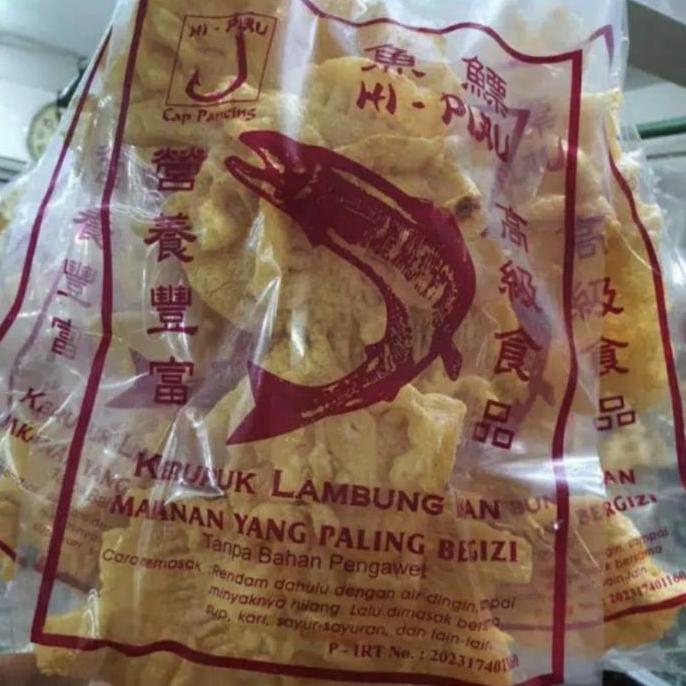 HI - PIAU
Cap Pancing
魚鰾
HI - PIAU
營養豐富
高級食品
KERUPUK LAMBUNG IKAN
MAKANAN YANG PALING BEGIZI
Tanpa Bahan Pengawet
Cara memasak : Rendam dahulu dengan air dingin, sampai
minyaknya hilang. Lalu dimasak bersama
sup, kari, sayur-sayuran, dan lain-lain
P - IRT No. : 2023174011160